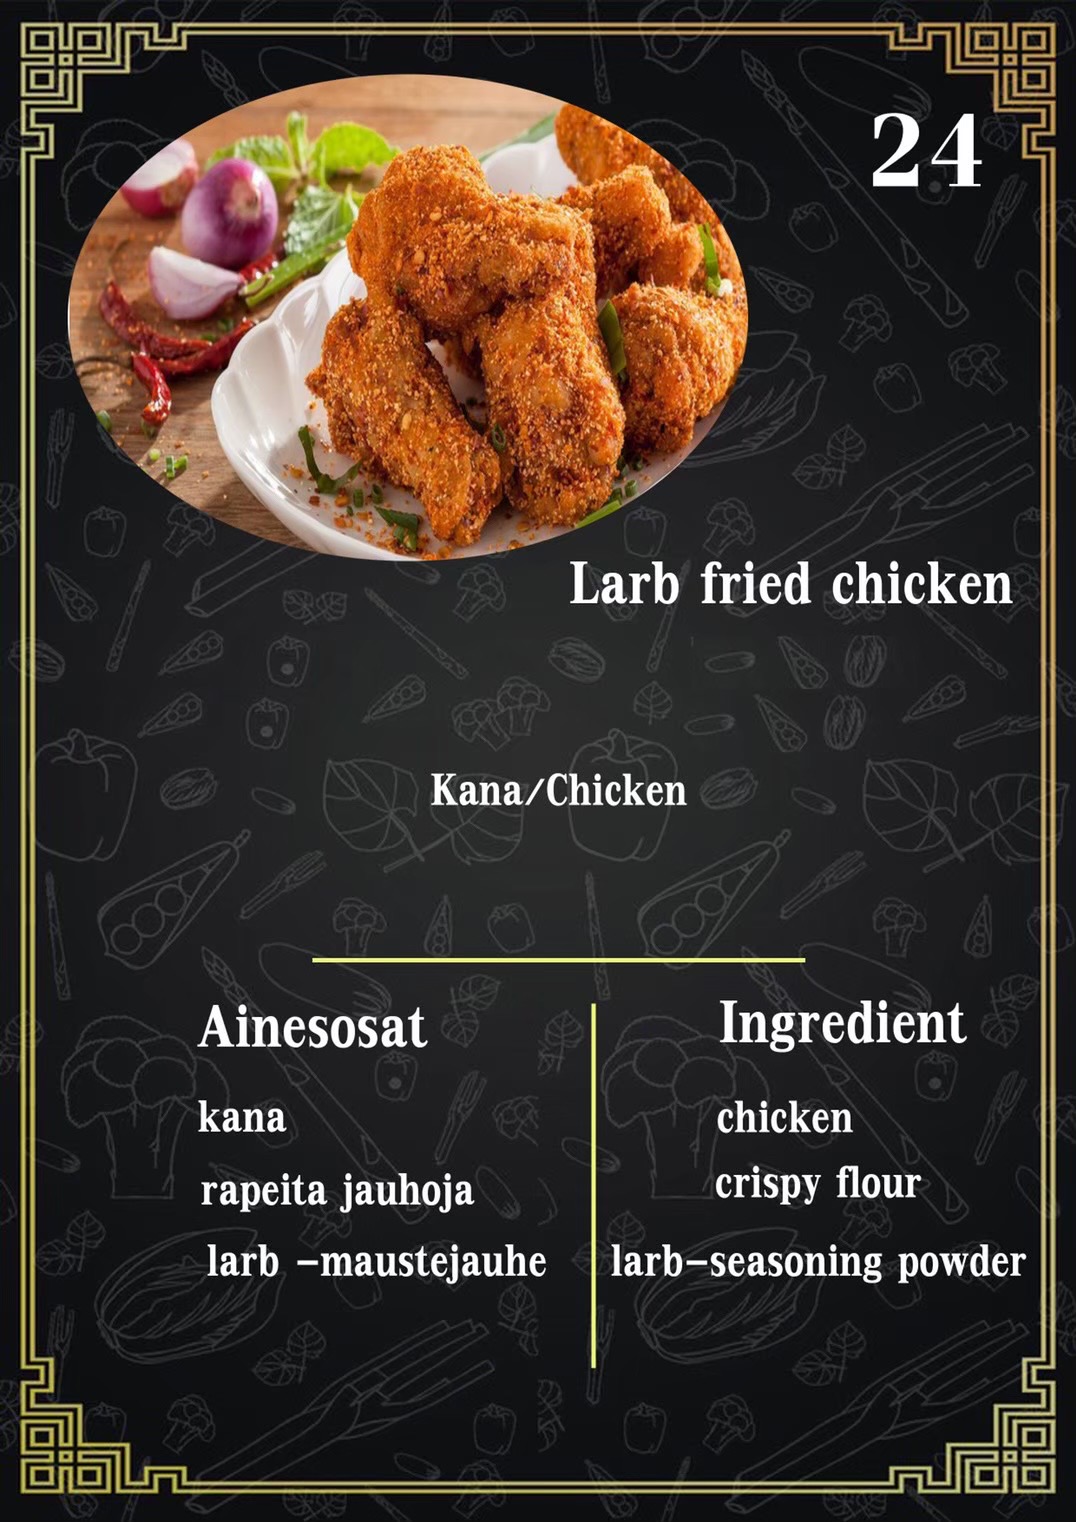 24
Larb fried chicken
Kana/Chicken
Ainesosat
kana
rapeita jauhoja
larb -maustejauhe
Ingredient
chicken
crispy flour
larb-seasoning powder